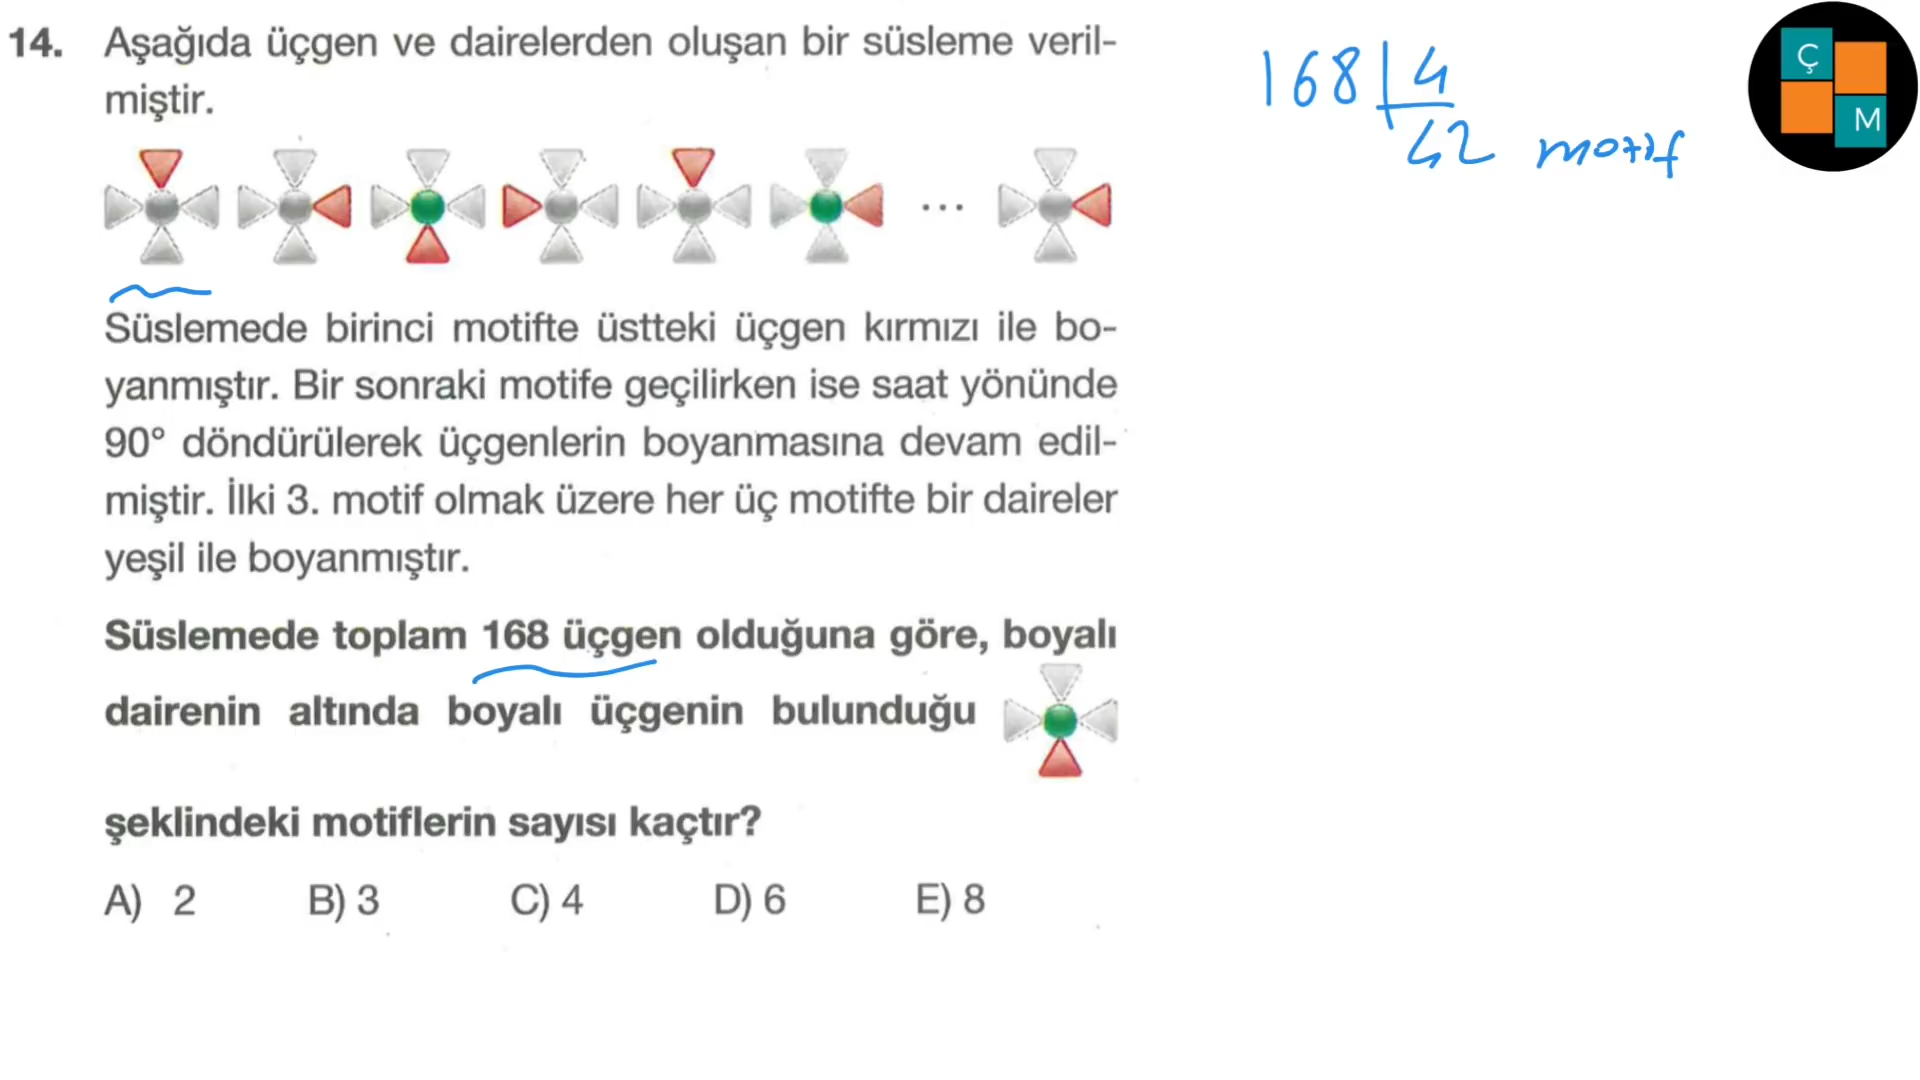 14. Aşağıda üçgen ve dairelerden oluşan bir süsleme veril-
miştir.
...
Süslemede birinci motifte üstteki üçgen kırmızı ile bo-
yanmıştır. Bir sonraki motife geçilirken ise saat yönünde
90° döndürülerek üçgenlerin boyanmasına devam edil-
miştir. İlki 3. motif olmak üzere her üç motifte bir daireler
yeşil ile boyanmıştır.
Süslemede toplam 168 üçgen olduğuna göre, boyalı
dairenin altında boyalı üçgenin bulunduğu
şeklindeki motiflerin sayısı kaçtır?
A) 2 B) 3 C) 4 D) 6 E) 8
168 | 4
42 motif
Ç
M